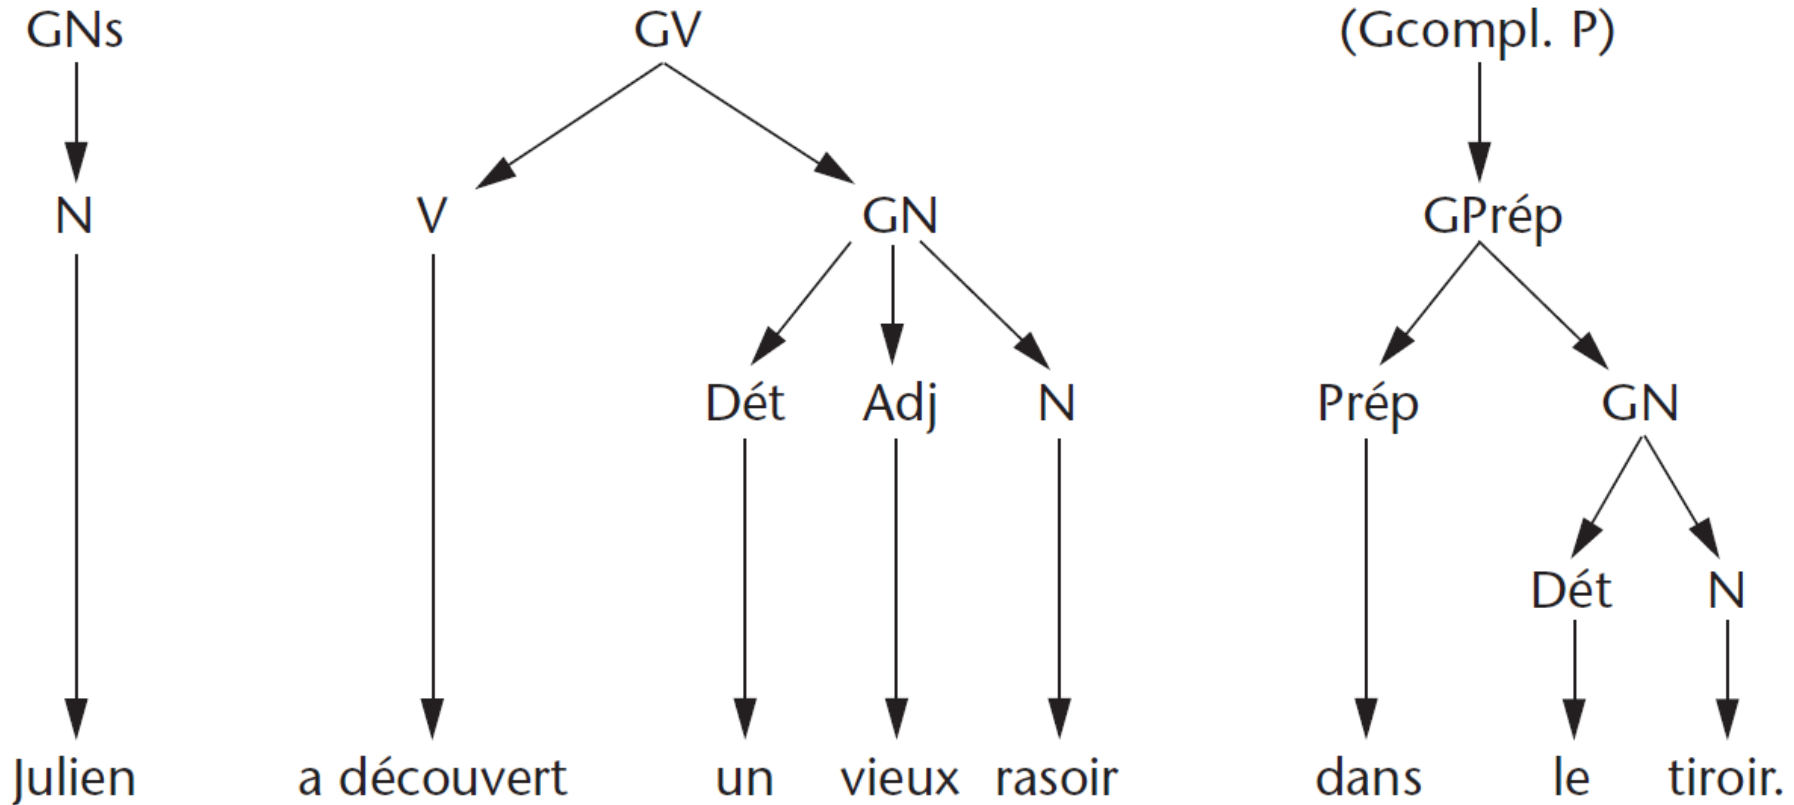 GNs GV (Gcompl. P)
N V GN GPrép
Dét Adj N Prép GN
Dét N
Julien a découvert un vieux rasoir dans le tiroir.